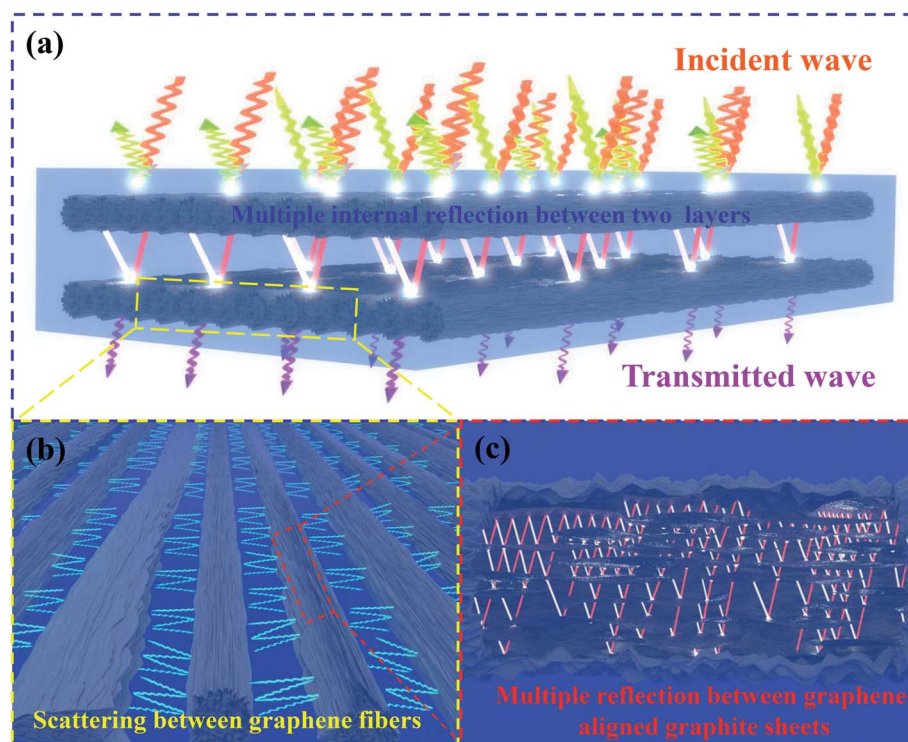 (a)
Incident wave
Multiple internal reflection between two layers
Transmitted wave
(b)
Scattering between graphene fibers
(c)
Multiple reflection between graphene
aligned graphite sheets